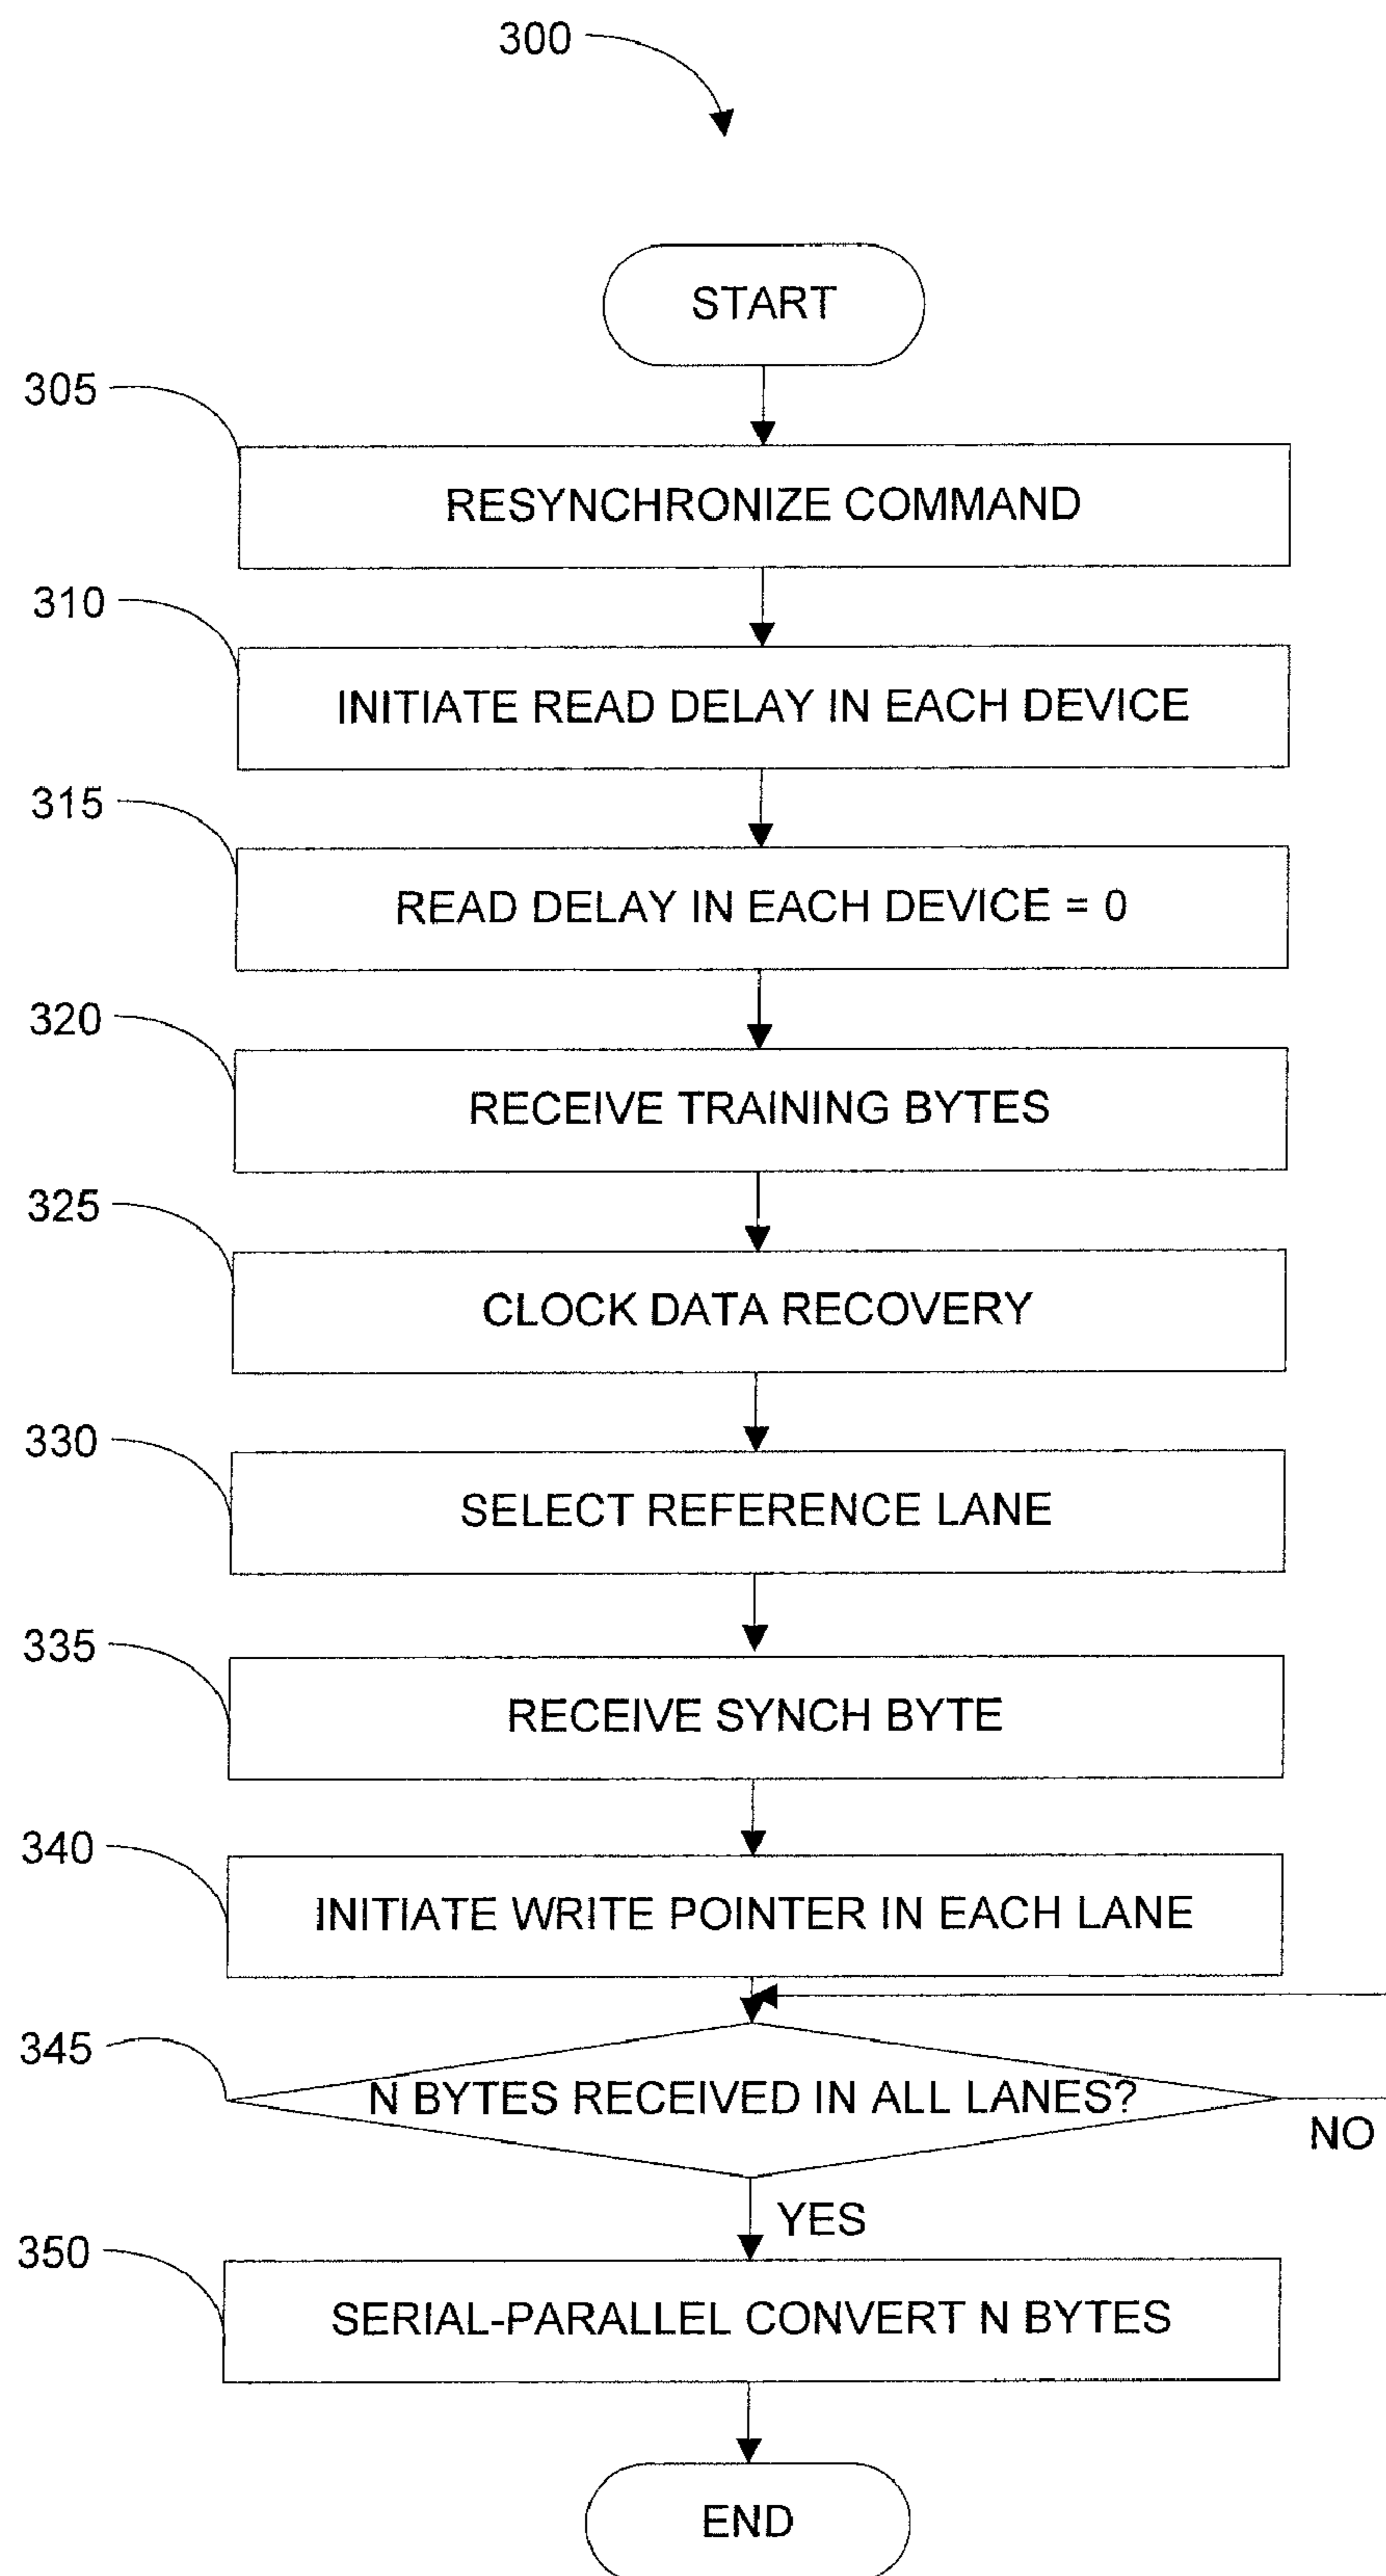 300
START
305
RESYNCHRONIZE COMMAND
310
INITIATE READ DELAY IN EACH DEVICE
315
READ DELAY IN EACH DEVICE = 0
320
RECEIVE TRAINING BYTES
325
CLOCK DATA RECOVERY
330
SELECT REFERENCE LANE
335
RECEIVE SYNCH BYTE
340
INITIATE WRITE POINTER IN EACH LANE
345
N BYTES RECEIVED IN ALL LANES?
NO
YES
350
SERIAL-PARALLEL CONVERT N BYTES
END